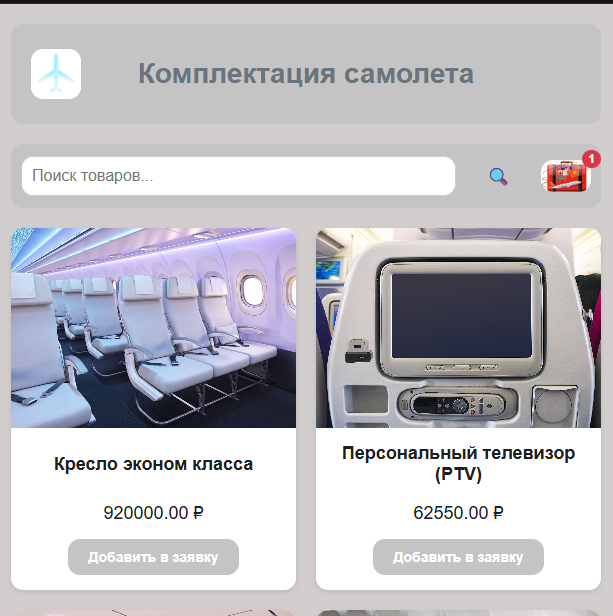 Комплектация самолета
Поиск товаров...
1
Кресло эконом класса
920000.00 ₽
Добавить в заявку
Персональный телевизор
(PTV)
62550.00 ₽
Добавить в заявку